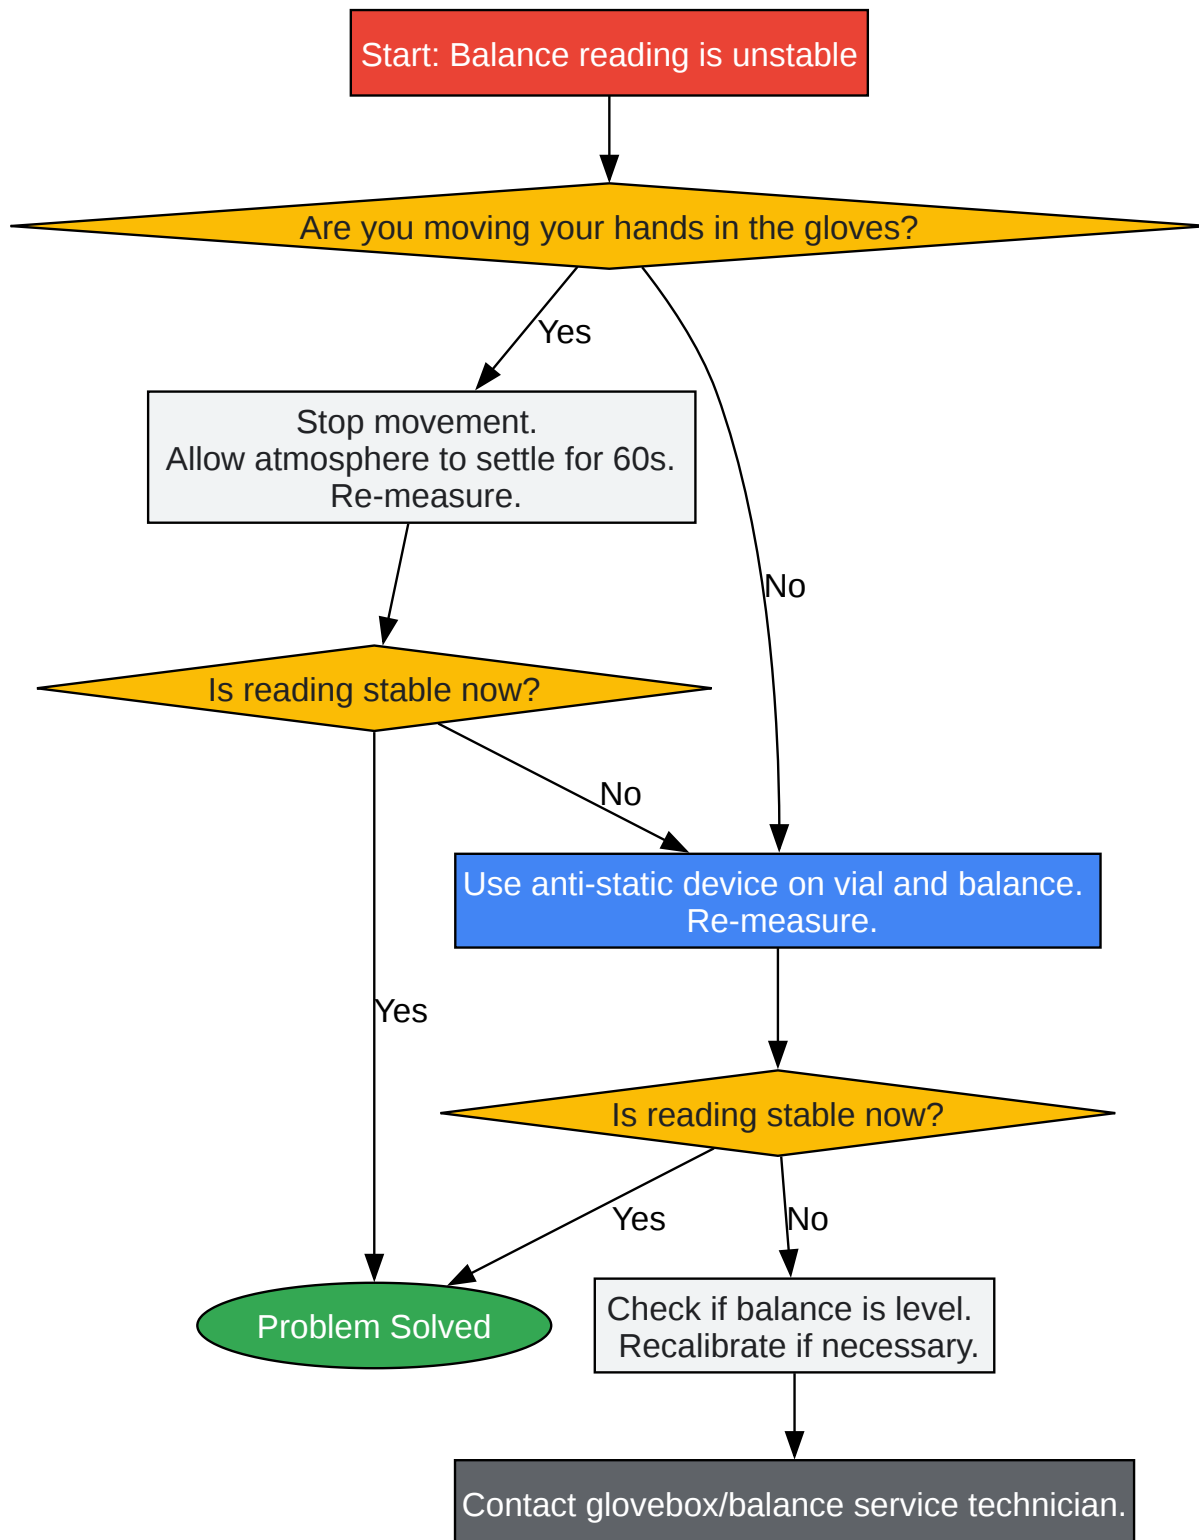 Start: Balance reading is unstable
Are you moving your hands in the gloves?
Yes
Stop movement.
Allow atmosphere to settle for 60s.
Re-measure.
No
Is reading stable now?
No
Use anti-static device on vial and balance.
Re-measure.
Yes
Is reading stable now?
Yes
No
Problem Solved
Check if balance is level.
Recalibrate if necessary.
Contact glovebox/balance service technician.